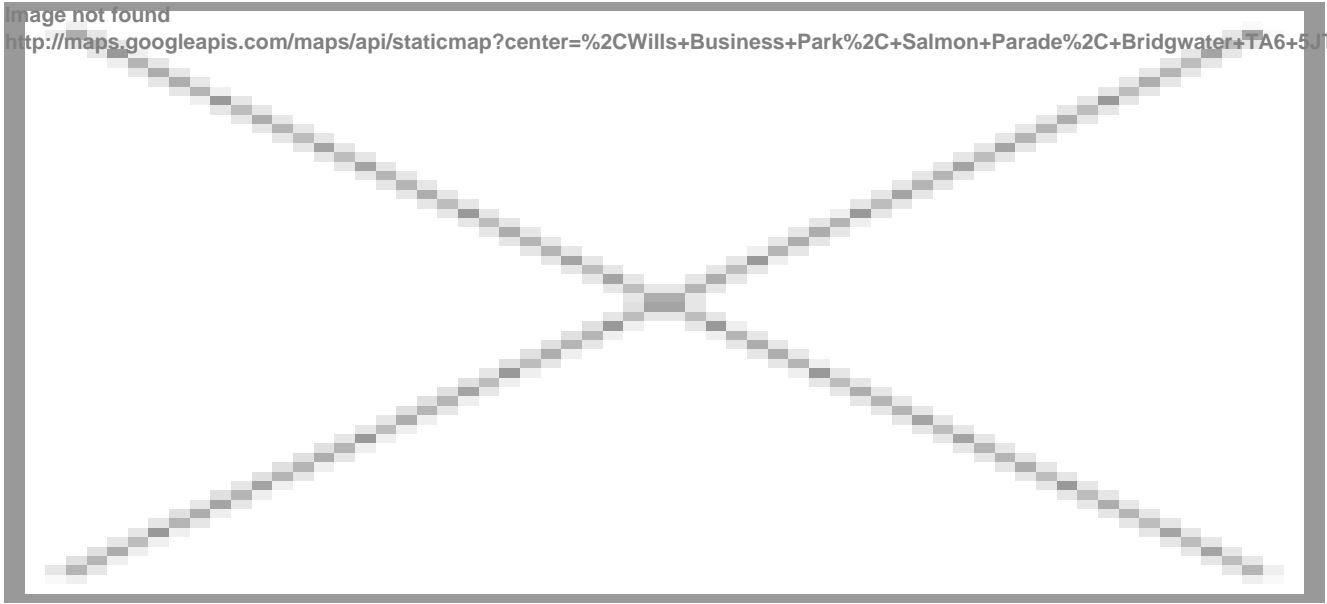 Image not found
http://maps.googleapis.com/maps/api/staticmap?center=%2CWills+Business+Park%2C+Salmon+Parade%2C+Bridgwater+TA6+5JT